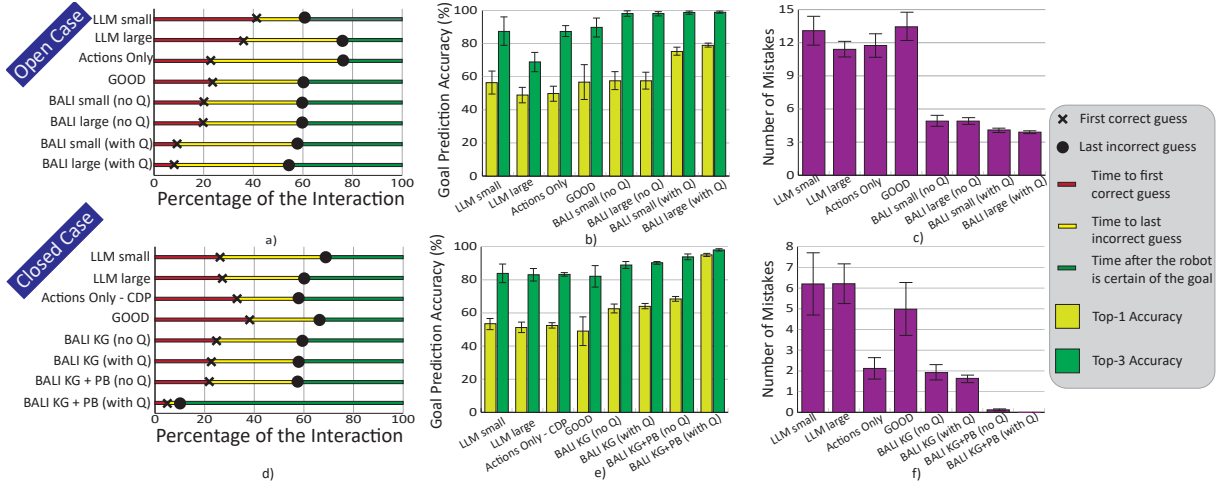 Open Case
LLM small
LLM large
Actions Only
GOOD
BALI small (no Q)
BALI large (no Q)
BALI small (with Q)
BALI large (with Q)
0 20 40 60 80 100
Percentage of the Interaction
a)
Goal Prediction Accuracy (%)
100
80
60
40
20
0
LLM small
LLM large
Actions Only
GOOD
BALI small (no Q)
BALI large (no Q)
BALI small (with Q)
BALI large (with Q)
b)
Number of Mistakes
15
12
9
6
3
0
LLM small
LLM large
Actions Only
GOOD
BALI small (no Q)
BALI large (no Q)
BALI small (with Q)
BALI large (with Q)
c)
First correct guess
Last incorrect guess
Time to first
correct guess
Time to last
incorrect guess
Time after the robot
is certain of the goal
Top-1 Accuracy
Top-3 Accuracy
Closed Case
LLM small
LLM large
Actions Only - CDP
GOOD
BALI KG (no Q)
BALI KG (with Q)
BALI KG + PB (no Q)
BALI KG + PB (with Q)
0 20 40 60 80 100
Percentage of the Interaction
d)
Goal Prediction Accuracy (%)
100
80
60
40
20
0
LLM small
LLM large
Actions Only - CDP
GOOD
BALI KG (no Q)
BALI KG (with Q)
BALI KG+PB (no Q)
BALI KG+PB (with Q)
e)
Number of Mistakes
8
7
6
5
4
3
2
1
0
LLM small
LLM large
Actions Only
GOOD
BALI KG (no Q)
BALI KG (with Q)
BALI KG+PB (no Q)
BALI KG+PB (with Q)
f)